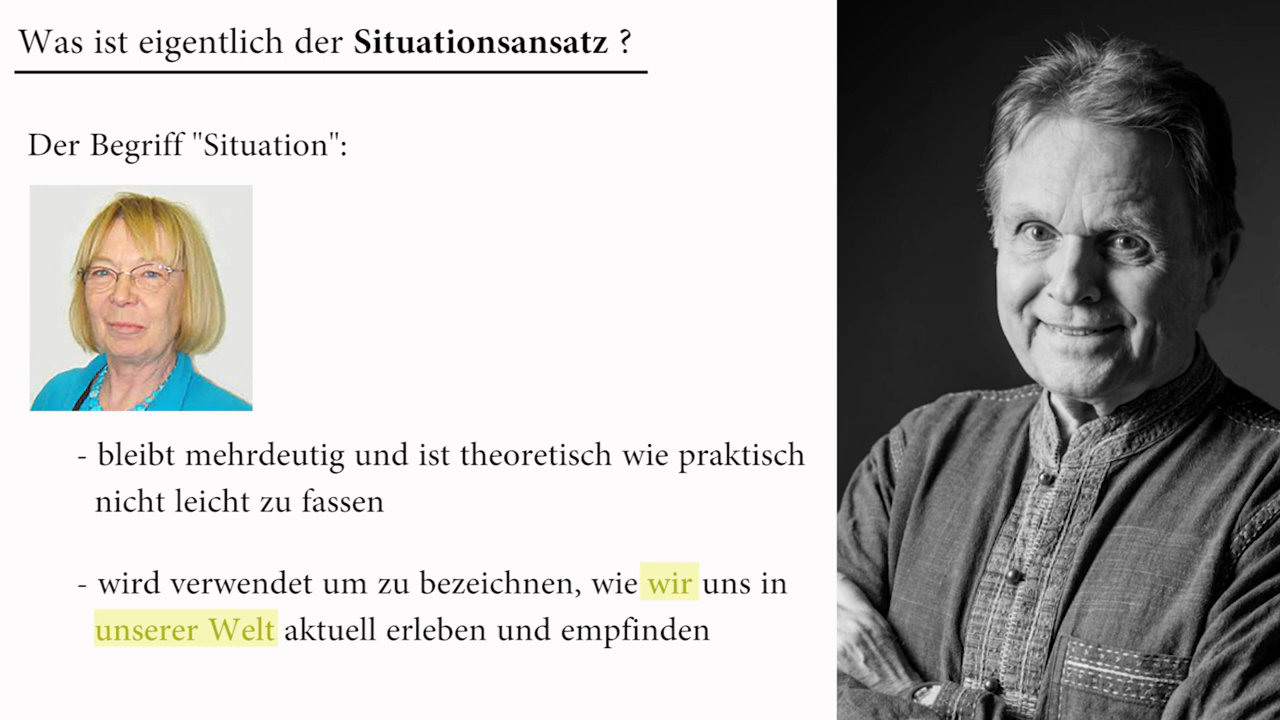 Was ist eigentlich der Situationsansatz ?
Der Begriff "Situation":
- bleibt mehrdeutig und ist theoretisch wie praktisch
nicht leicht zu fassen
- wird verwendet um zu bezeichnen, wie wir uns in
unserer Welt aktuell erleben und empfinden